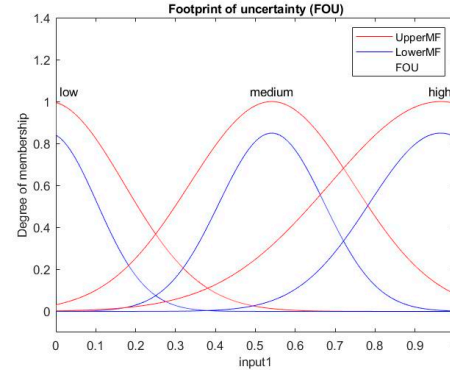 Footprint of uncertainty (FOU)
1.4
1.2
1
0.8
0.6
0.4
0.2
0
Degree of membership
low
medium
high
UpperMF
LowerMF
FOU
0 0.1 0.2 0.3 0.4 0.5 0.6 0.7 0.8 0.9
input1